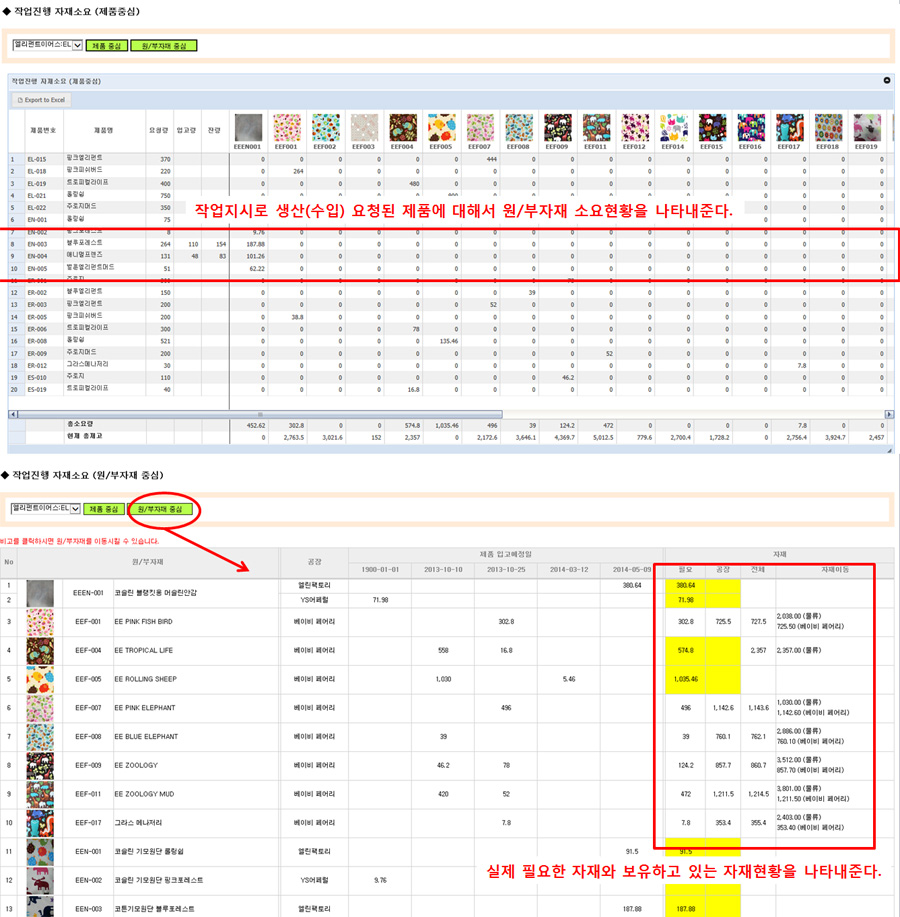 ◆ 작업진행 자재소요 (제품중심)
엘리펀트이어스:EL 제품 중심 원/부자재 중심
작업진행 자재소요 (제품중심)
Export to Excel
제품번호 제품명 요청량 입고량 잔량 EEEN001 EEF001 EEF002 EEF003 EEF004 EEF005 EEF007 EEF008 EEF009 EEF011 EEF012 EEF014 EEF015 EEF016 EEF017 EEF018 EEF019
1 EL-015 핑크엘리펀트 370 0 0 0 0 0 0 444 0 0 0 0 0 0 0 0 0 0
2 EL-018 핑크피쉬버드 220 0 264 0 0 0 0 0 0 0 0 0 0 0 0 0 0 0
3 EL-019 트로피컬라이프 400 0 0 0 0 480 0 0 0 0 0 0 0 0 0 0 0 0
4 EL-021 롤링쉽 750 0
5 EL-022 주로지머드 350
작업지시로 생산(수입) 요청된 제품에 대해서 원/부자재 소요현황을 나타내준다.
6 EN-001 롤링쉽 75
7 EN-002 8 9.76 0 0 0 0 0 0 0 0 0 0 0 0 0 0 0 0
8 EN-003 블루포레스트 264 110 154 187.88 0 0 0 0 0 0 0 0 0 0 0 0 0 0 0 0
9 EN-004 애니멀프렌즈 131 48 83 101.26 0 0 0 0 0 0 0 0 0 0 0 0 0 0 0 0
10 EN-005 벌룬엘리펀트머드 51 62.22 0 0 0 0 0 0 0 0 0 0 0 0 0 0 0 0
11 ER-001 주로지
12 ER-002 블루엘리펀트 150 0 0 0 0 0 0 0 39 0 0 0 0 0 0 0 0 0
13 ER-003 핑크엘리펀트 200 0 0 0 0 0 0 52 0 0 0 0 0 0 0 0 0 0
14 ER-005 핑크피쉬버드 200 0 38.8 0 0 0 0 0 0 0 0 0 0 0 0 0 0 0
15 ER-006 트로피컬라이프 300 0 0 0 0 78 0 0 0 0 0 0 0 0 0 0 0 0
16 ER-008 롤링쉽 521 0 0 0 0 0 135.46 0 0 0 0 0 0 0 0 0 0 0
17 ER-009 주로지머드 200 0 0 0 0 0 0 0 0 0 52 0 0 0 0 0 0 0
18 ER-012 그라스메나저리 30 0 0 0 0 0 0 0 0 0 0 0 0 0 0 7.8 0 0
19 ES-010 주로지 110 0 0 0 0 0 0 0 0 46.2 0 0 0 0 0 0 0 0
20 ES-019 트로피컬라이프 40 0 0 0 0 16.8 0 0 0 0 0 0 0 0 0 0 0 0
총소요량 452.62 302.8 0 0 574.8 1,035.46 496 39 124.2 472 0 0 0 0 7.8 0 0
현재 총재고 0 2,763.5 3,021.6 152 2,357 0 2,172.6 3,646.1 4,369.7 5,012.5 779.6 2,700.4 1,728.2 0 2,756.4 3,924.7 2,457
◆ 작업진행 자재소요 (원/부자재 중심)
엘리펀트이어스:EL 제품 중심 원/부자재 중심
비고를 클릭하시면 원/부자재를 이동시킬 수 있습니다.
No 원/부자재 공장 제품 입고예정일 자재
1900-01-01 2013-10-10 2013-10-25 2014-03-12 2014-05-09 필요 공장 전체 자재이동
1 EEEN-001 코슬린 블랭킷용 머슬린안감 얼린팩토리 380.64 380.64
2 YS어페럴 71.98 71.98
3 EEF-001 EE PINK FISH BIRD 베이비 페어리 302.8 302.8 725.5 727.5 2,038.00 (물류)
725.50 (베이비 페어리)
4 EEF-004 EE TROPICAL LIFE 베이비 페어리 558 16.8 574.8 2,357 2,357.00 (물류)
5 EEF-005 EE ROLLING SHEEP 베이비 페어리 1,030 5.46 1,035.46
6 EEF-007 EE PINK ELEPHANT 베이비 페어리 496 496 1,142.6 1,143.6 1,030.00 (물류)
1,142.60 (베이비 페어리)
7 EEF-008 EE BLUE ELEPHANT 베이비 페어리 39 39 760.1 762.1 2,886.00 (물류)
760.10 (베이비 페어리)
8 EEF-009 EE ZOOLOGY 베이비 페어리 46.2 78 124.2 857.7 860.7 3,512.00 (물류)
857.70 (베이비 페어리)
9 EEF-011 EE ZOOLOGY MUD 베이비 페어리 420 52 472 1,211.5 1,214.5 3,801.00 (물류)
1,211.50 (베이비 페어리)
10 EEF-017 그라스 메나저리 베이비 페어리 7.8 7.8 353.4 355.4 2,403.00 (물류)
353.40 (베이비 페어리)
11 EEN-001 코슬린 기모원단 롤링쉽 얼린팩토리 91.5 91.5
실제 필요한 자재와 보유하고 있는 자재현황을 나타내준다.
12 EEN-002 코슬린 기모원단 핑크포레스트 YS어페럴 9.76
13 EEN-003 코튼기모원단 블루포레스트 얼린팩토리 187.88 187.88